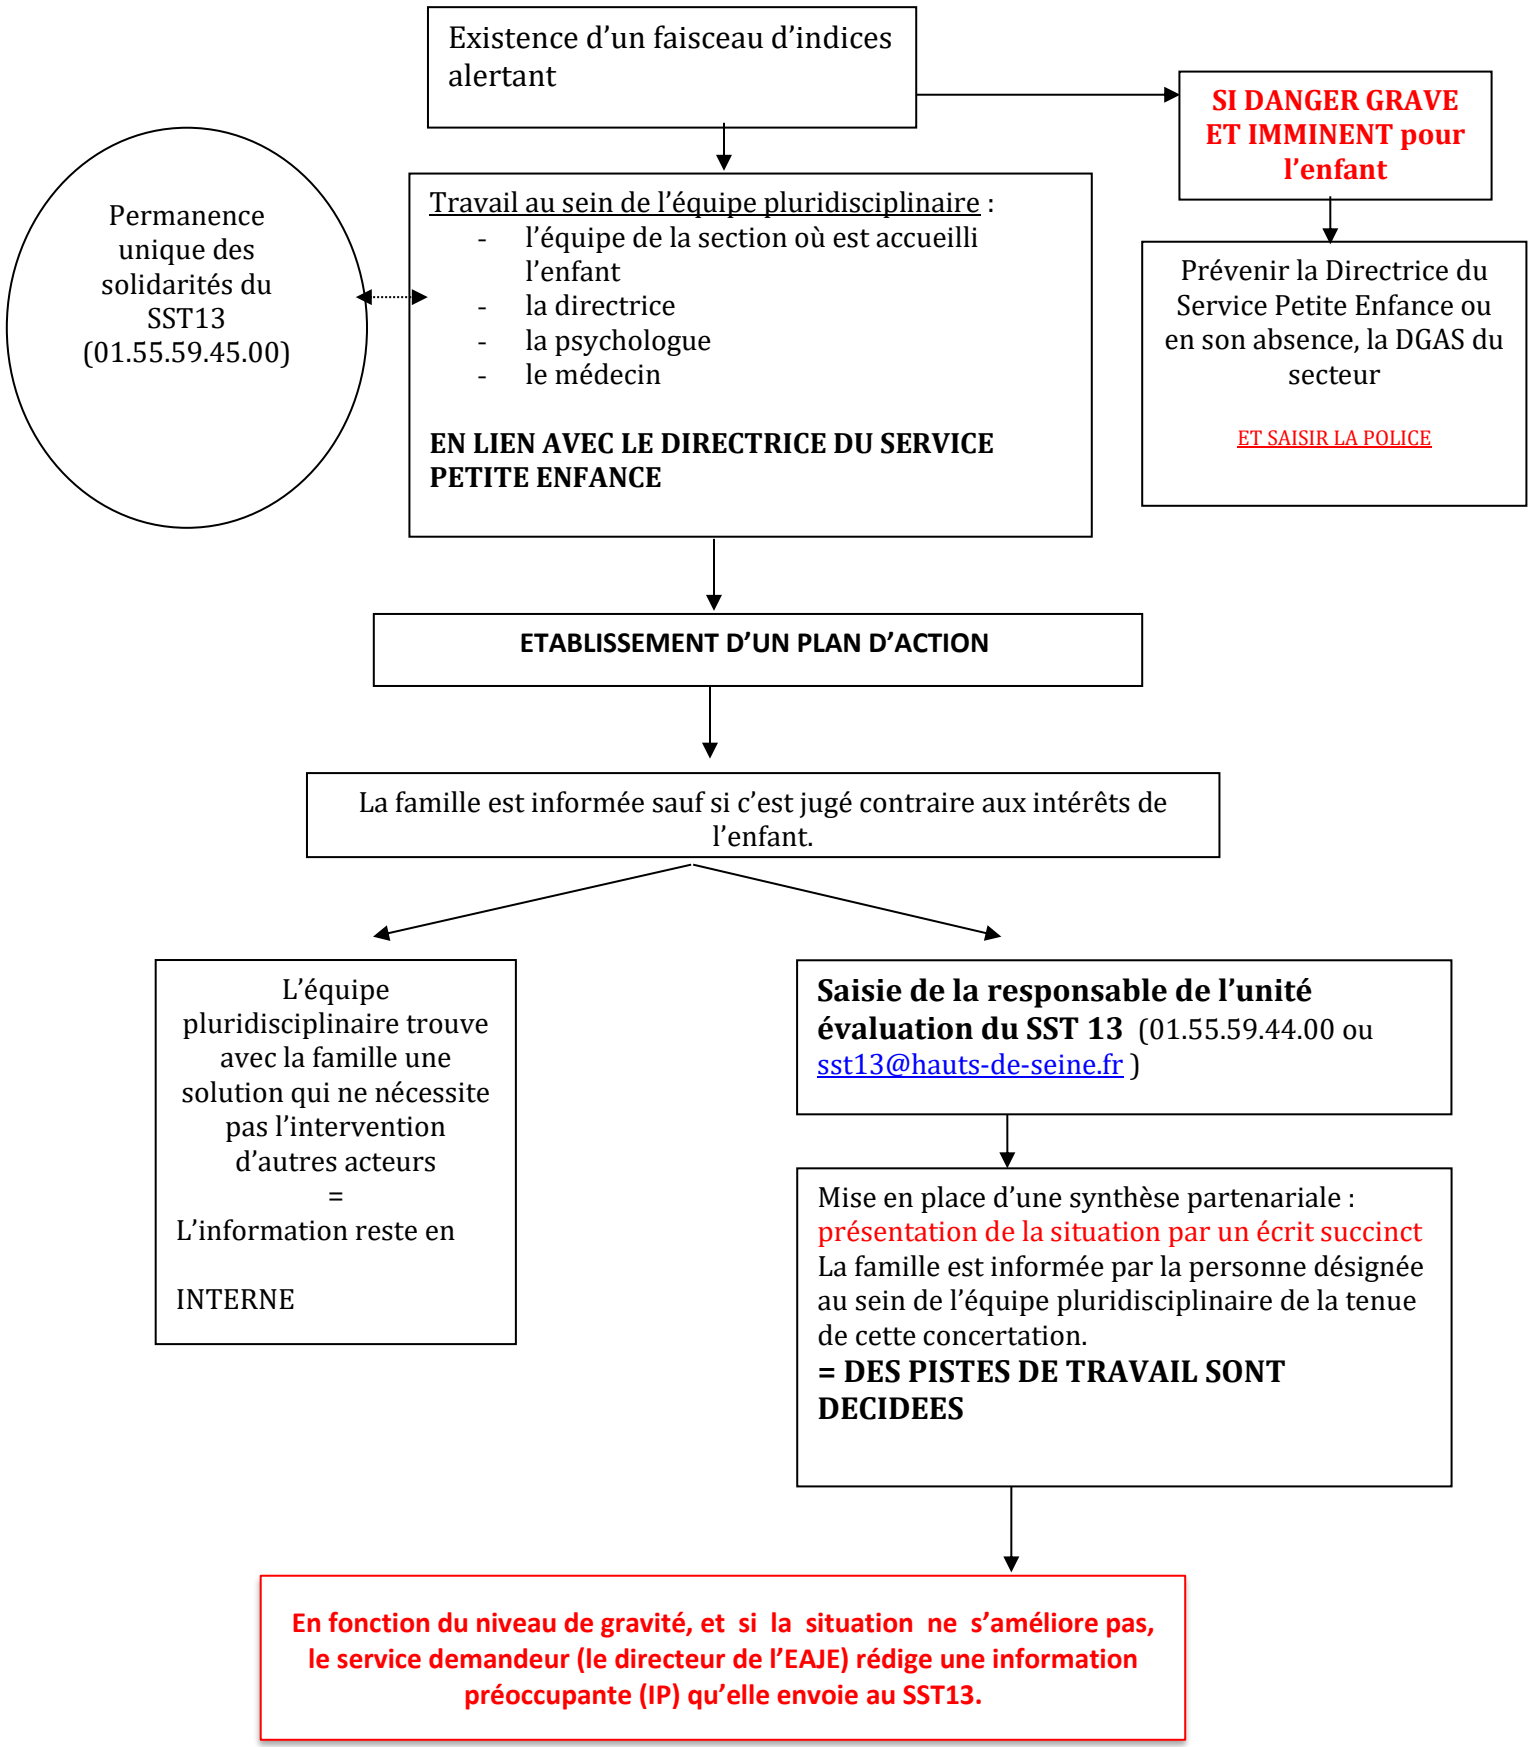 Existence d’un faisceau d’indices
alertant
SI DANGER GRAVE
ET IMMINENT pour
l’enfant
Permanence
unique des
solidarités du
SST13
(01.55.59.45.00)
Travail au sein de l’équipe pluridisciplinaire :
- l’équipe de la section où est accueilli
l’enfant
- la directrice
- la psychologue
- le médecin
EN LIEN AVEC LE DIRECTRICE DU SERVICE
PETITE ENFANCE
Prévenir la Directrice du
Service Petite Enfance ou
en son absence, la DGAS du
secteur
ET SAISIR LA POLICE
ETABLISSEMENT D’UN PLAN D’ACTION
La famille est informée sauf si c’est jugé contraire aux intérêts de
l’enfant.
L’équipe
pluridisciplinaire trouve
avec la famille une
solution qui ne nécessite
pas l’intervention
d’autres acteurs
=
L’information reste en
INTERNE
Saisie de la responsable de l’unité
évaluation du SST 13 (01.55.59.44.00 ou
sst13@hauts-de-seine.fr )
Mise en place d’une synthèse partenariale :
présentation de la situation par un écrit succinct
La famille est informée par la personne désignée
au sein de l’équipe pluridisciplinaire de la tenue
de cette concertation.
= DES PISTES DE TRAVAIL SONT
DECIDEES
En fonction du niveau de gravité, et si la situation ne s’améliore pas,
le service demandeur (le directeur de l’EAJE) rédige une information
préoccupante (IP) qu’elle envoie au SST13.